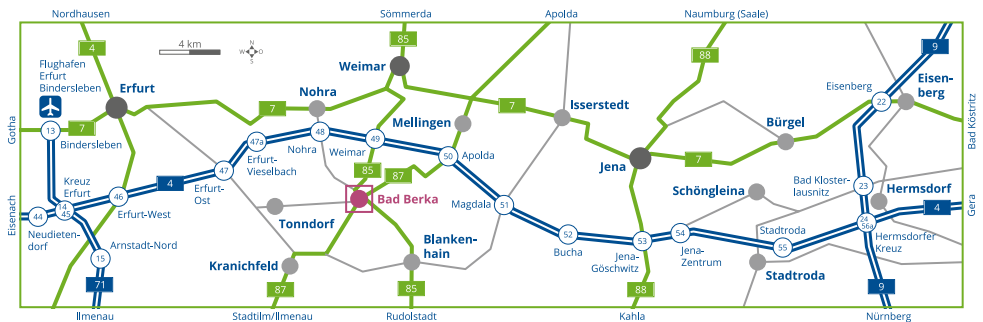 Nordhausen
Sömmerda
Apolda
Naumburg (Saale)
4
85
88
9
4 km
N
W
O
S
Flughafen
Erfurt
Bindersleben
Erfurt
Weimar
Nohra
7
Mellingen
7
Isserstedt
Eisenberg
22
Eisen-
berg
Bürgel
Gotha
13
7
Bindersleben
47a
Erfurt-
Vieselbach
48
Nohra
49
Weimar
50
Apolda
Jena
7
Bad Köstritz
Kreuz
Erfurt
46
4
47
Erfurt-
Ost
85
87
Bad Berka
Schöngleina
Bad Kloster-
lausnitz
23
Hermsdorf
4
Gera
Eisenach
44
14
45
Erfurt-West
Neudieten-
dorf
Arnstadt-Nord
15
71
Tonndorf
Magdala
51
52
Bucha
53
Jena-
Göschwitz
54
Jena-
Zentrum
Stadtroda
55
24
56a
Hermsdorfer
Kreuz
Blanken-
hain
Kranichfeld
Stadtroda
87
85
88
9
Ilmenau
Stadtilm/Ilmenau
Rudolstadt
Kahla
Nürnberg